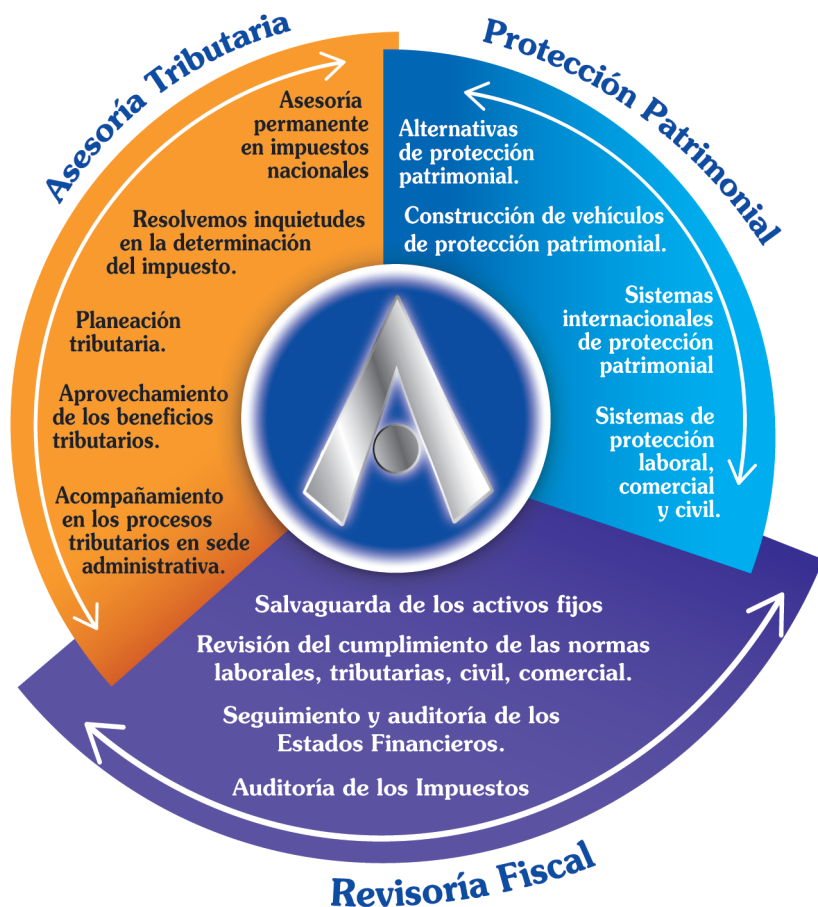 Asesoría Tributaria
Asesoría
permanente
en impuestos
nacionales
Resolvemos inquietudes
en la determinación
del impuesto.
Planeación
tributaria.
Aprovechamiento
de los beneficios
tributarios.
Acompañamiento
en los procesos
tributarios en sede
administrativa.
Protección Patrimonial
Alternativas
de protección
patrimonial.
Construcción de vehículos
de protección patrimonial.
Sistemas
internacionales
de protección
patrimonial
Sistemas de
protección
laboral,
comercial
y civil.
Salvaguarda de los activos fijos
Revisión del cumplimiento de las normas
laborales, tributarias, civil, comercial.
Seguimiento y auditoría de los
Estados Financieros.
Auditoría de los Impuestos
Revisoría Fiscal